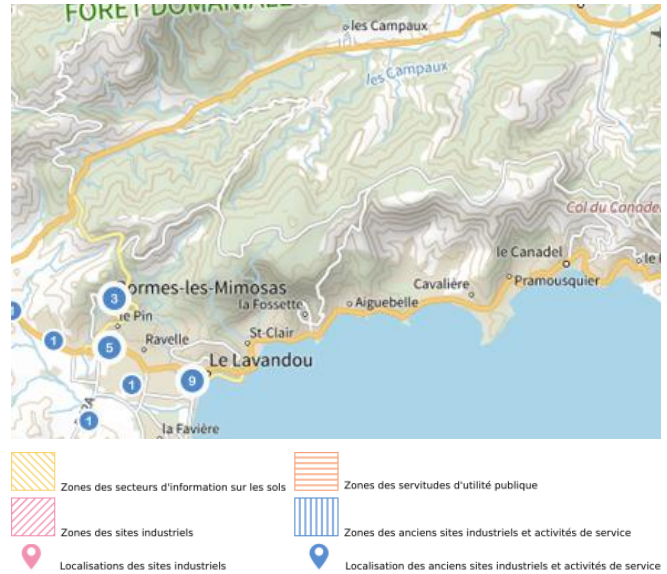 FORÊT DOMANIALE
les Campaux
les Campaux
Col du Canadel
le Canadel
Bormes-les-Mimosas
3
la Fossette
Cavalière
Pramousquier
Aiguebelle
le Pin
1
5
Ravelle
St-Clair
Le Lavandou
1
9
1
la Favière
Zones des secteurs d'information sur les sols
Zones des servitudes d'utilité publique
Zones des sites industriels
Zones des anciens sites industriels et activités de service
Localisations des sites industriels
Localisation des anciens sites industriels et activités de service